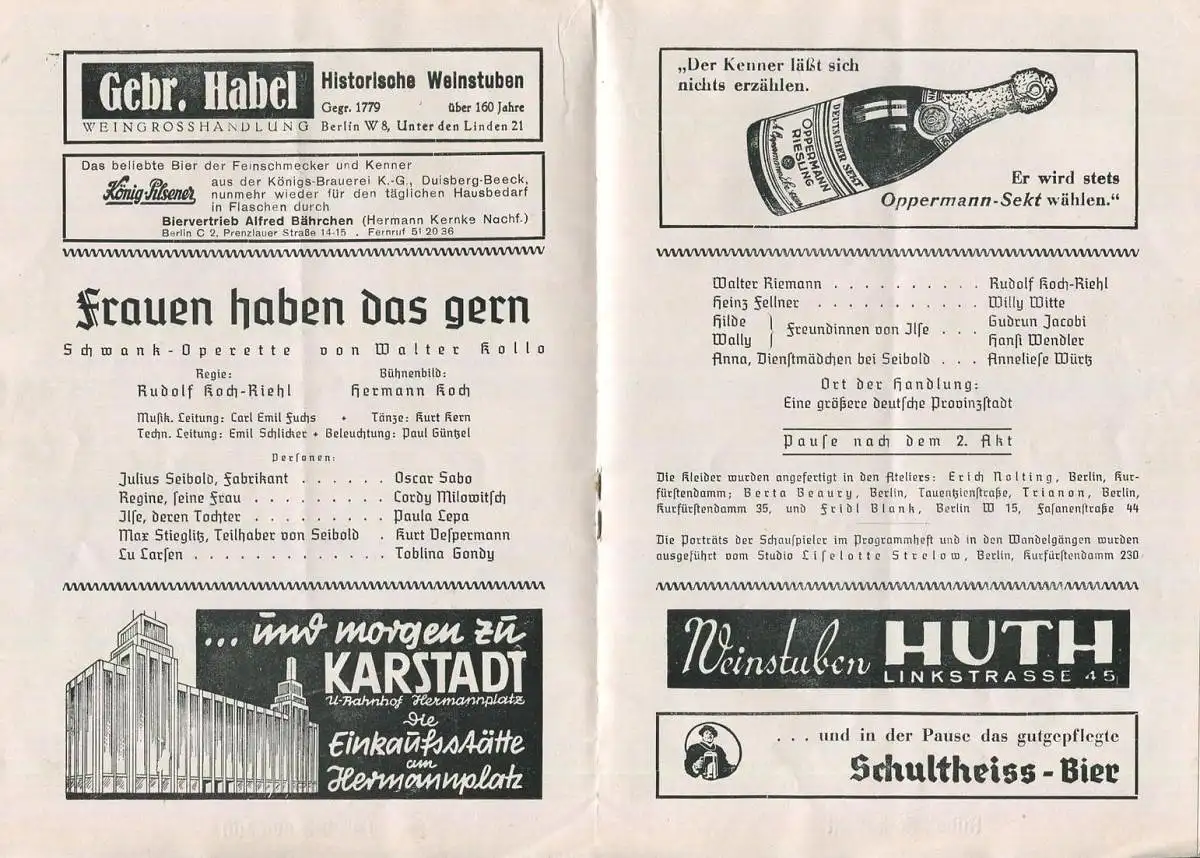 Gebr. Habel
WEINGROSSHANDLUNG
Historische Weinstuben
Gegr. 1779 über 160 Jahre
Berlin W 8, Unter den Linden 21
Das beliebte Bier der Feinschmecker und Kenner
König-Pilsener
aus der Königs-Brauerei K.-G., Duisberg-Beeck,
nunmehr wieder für den täglichen Hausbedarf
in Flaschen durch
Biervertrieb Alfred Bährchen (Hermann Kernke Nachf.)
Berlin C 2, Prenzlauer Straße 14-15 . Fernruf 51 20 36
Frauen haben das gern
Schwank-Operette von Walter Kollo
Regie: Bühnenbild:
Rudolf Koch-Riehl Hermann Koch
Musik. Leitung: Carl Emil Fuchs + Tänze: Kurt Kern
Techn. Leitung: Emil Schlicker + Beleuchtung: Paul Güntzel
Personen:
Julius Seibold, Fabrikant . . . . . . Oscar Sabo
Regine, seine Frau . . . . . . . . . Cordy Milowitsch
Ilse, deren Tochter . . . . . . . . . Paula Lepa
Max Stieglitz, Teilhaber von Seibold . Kurt Vespermann
Lu Larsen . . . . . . . . . . . . . Toblina Gondy
... und morgen zu
KARSTADT
U-Bahnhof Hermannplatz
die
Einkaufsstätte
am
Hermannplatz
„Der Kenner läßt sich
nichts erzählen.
DEUTSCHER SEKT
OPPERMANN
RIESLING
Er wird stets
Oppermann-Sekt wählen.“
Walter Riemann . . . . . . . . . . Rudolf Koch-Riehl
Heinz Fellner . . . . . . . . . . . Willy Witte
Hilde } Freundinnen von Ilse . . . Gudrun Jacobi
Wally } Hansi Wendler
Anna, Dienstmädchen bei Seibold . . . Anneliese Würtz
Ort der Handlung:
Eine größere deutsche Provinzstadt
Pause nach dem 2. Akt
Die Kleider wurden angefertigt in den Ateliers: Erich Nolting, Berlin, Kur-
fürstendamm; Berta Beaury, Berlin, Tauentzienstraße, Trianon, Berlin,
Kurfürstendamm 35, und Fridl Blank, Berlin W 15, Fasanenstraße 44
Die Porträts der Schauspieler im Programmheft und in den Wandelgängen wurden
ausgeführt vom Studio Liselotte Strelow, Berlin, Kurfürstendamm 230
Weinstuben HUTH
LINKSTRASSE 45
. . . und in der Pause das gutgepflegte
Schultheiss-Bier